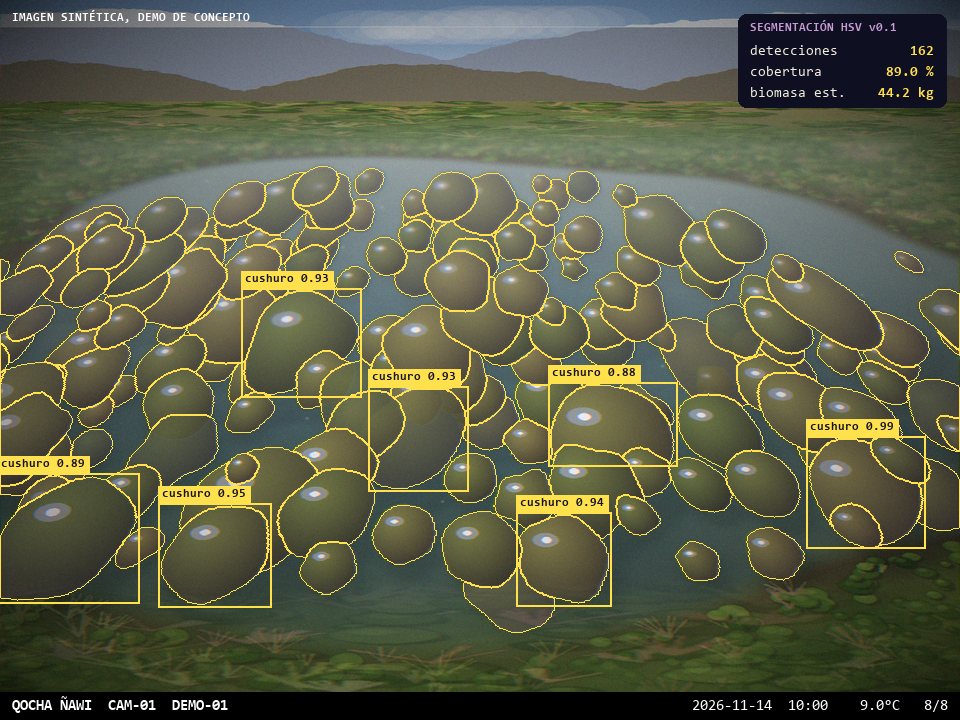 IMAGEN SINTÉTICA, DEMO DE CONCEPTO
SEGMENTACIÓN HSV v0.1
detecciones 162
cobertura 89.0 %
biomasa est. 44.2 kg
cushuro 0.93
cushuro 0.93
cushuro 0.88
cushuro 0.99
cushuro 0.89
cushuro 0.95
cushuro 0.94
QOCHA ÑAWI CAM-01 DEMO-01 2026-11-14 10:00 9.0°C 8/8